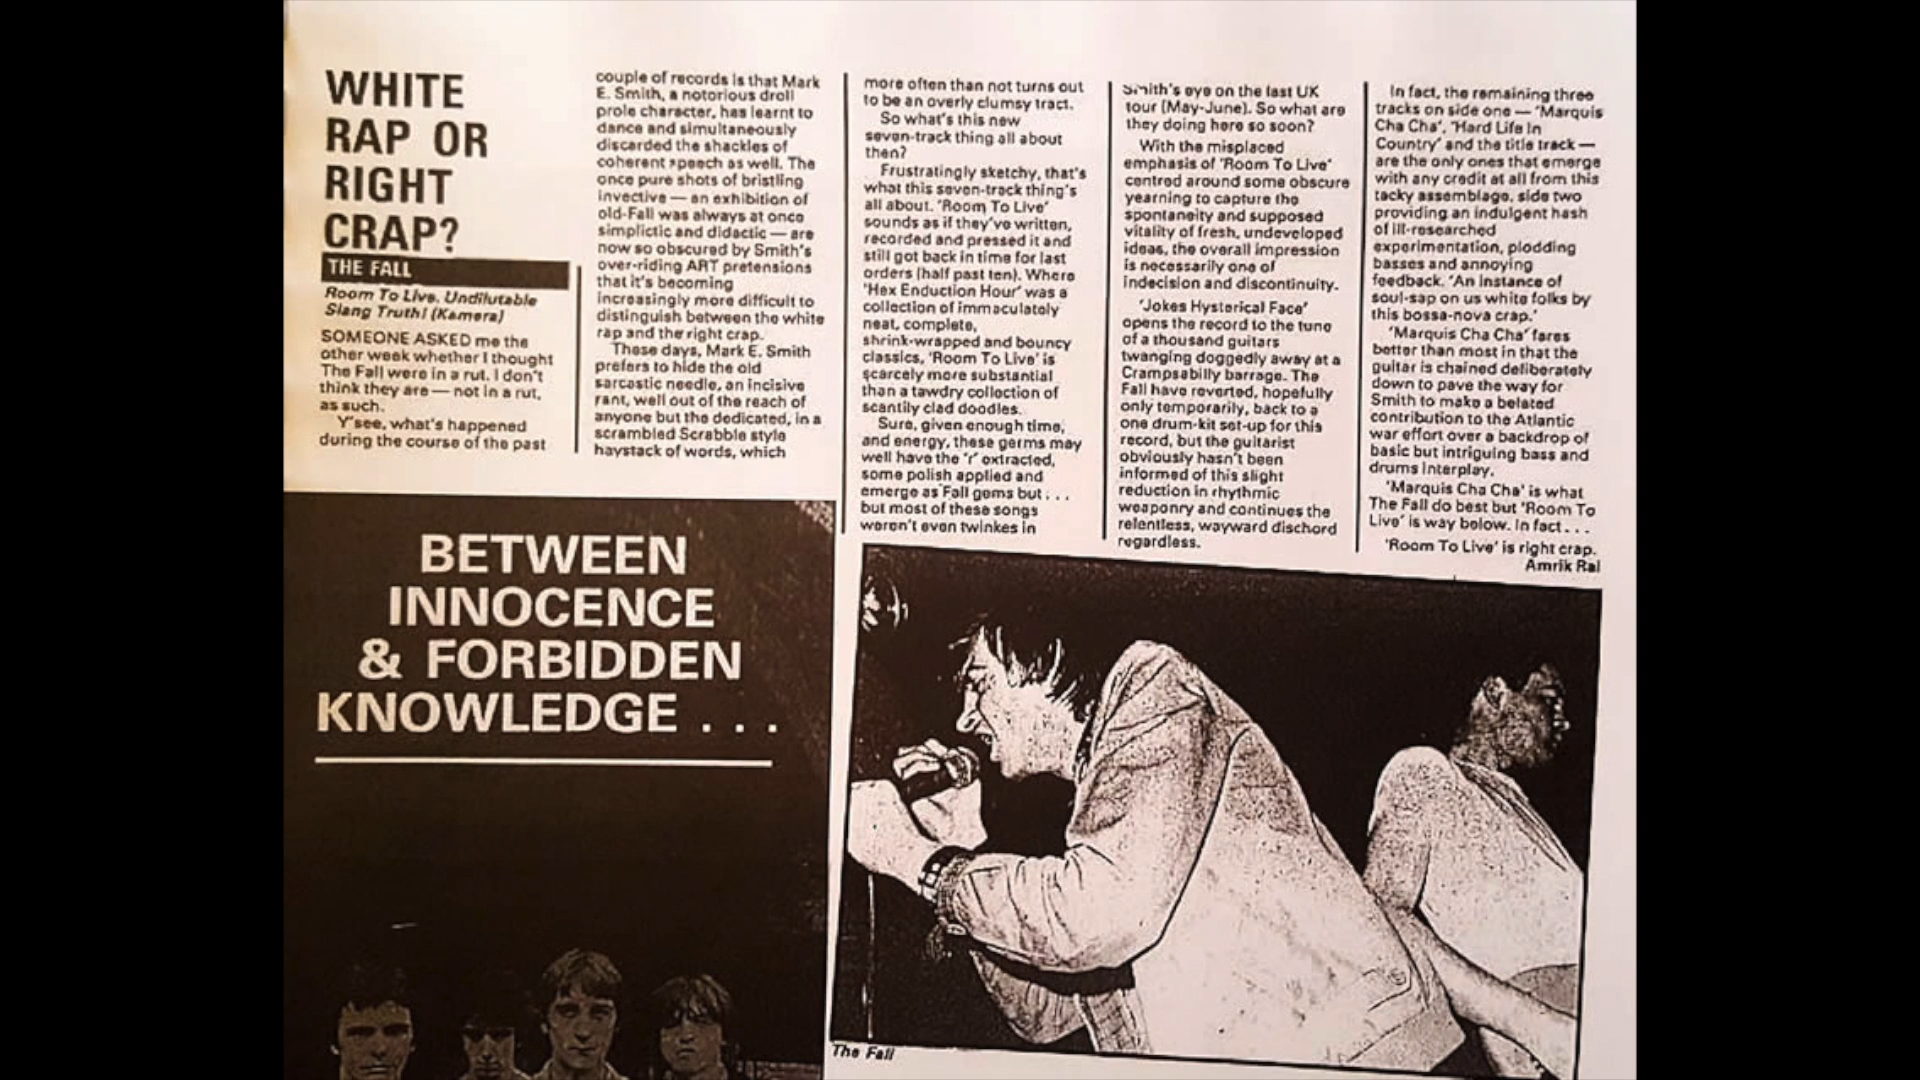 WHITE
RAP OR
RIGHT
CRAP?
THE FALL
Room To Live. Undilutable
Slang Truth! (Kamera)
SOMEONE ASKED me the
other week whether I thought
The Fall were in a rut. I don't
think they are — not in a rut,
as such.
Y'see, what's happened
during the course of the past
couple of records is that Mark
E. Smith, a notorious droll
prole character, has learnt to
dance and simultaneously
discarded the shackles of
coherent speech as well. The
once pure shots of bristling
invective — an exhibition of
old-Fall was always at once
simplictic and didactic — are
now so obscured by Smith's
over-riding ART pretensions
that it's becoming
increasingly more difficult to
distinguish between the white
rap and the right crap.
These days, Mark E. Smith
prefers to hide the old
sarcastic needle, an incisive
rant, well out of the reach of
anyone but the dedicated, in a
scrambled Scrabble style
haystack of words, which
more often than not turns out
to be an overly clumsy tract.
So what's this new
seven-track thing all about
then?
Frustratingly sketchy, that's
what this seven-track thing's
all about. 'Room To Live'
sounds as if they've written,
recorded and pressed it and
still got back in time for last
orders (half past ten). Where
'Hex Enduction Hour' was a
collection of immaculately
neat, complete,
shrink-wrapped and bouncy
classics, 'Room To Live' is
scarcely more substantial
than a tawdry collection of
scantily clad doodles.
Sure, given enough time,
and energy, these germs may
well have the 'r' extracted,
some polish applied and
emerge as Fall gems but . . .
but most of these songs
weren't even twinkes in
Smith's eye on the last UK
tour (May-June). So what are
they doing here so soon?
With the misplaced
emphasis of 'Room To Live'
centred around some obscure
yearning to capture the
spontaneity and supposed
vitality of fresh, undeveloped
ideas, the overall impression
is necessarily one of
indecision and discontinuity.
'Jokes Hysterical Face'
opens the record to the tune
of a thousand guitars
twanging doggedly away at a
Crampsabilly barrage. The
Fall have reverted, hopefully
only temporarily, back to a
one drum-kit set-up for this
record, but the guitarist
obviously hasn't been
informed of this slight
reduction in rhythmic
weaponry and continues the
relentless, wayward dischord
regardless.
In fact, the remaining three
tracks on side one — 'Marquis
Cha Cha', 'Hard Life In
Country' and the title track —
are the only ones that emerge
with any credit at all from this
tacky assemblage, side two
providing an indulgent hash
of ill-researched
experimentation, plodding
basses and annoying
feedback. 'An instance of
soul-sap on us white folks by
this bossa-nova crap.'
'Marquis Cha Cha' fares
better than most in that the
guitar is chained deliberately
down to pave the way for
Smith to make a belated
contribution to the Atlantic
war effort over a backdrop of
basic but intriguing bass and
drums interplay.
'Marquis Cha Cha' is what
The Fall do best but 'Room To
Live' is way below. In fact . . .
'Room To Live' is right crap.
Amrik Rai
BETWEEN
INNOCENCE
& FORBIDDEN
KNOWLEDGE . . .
The Fall